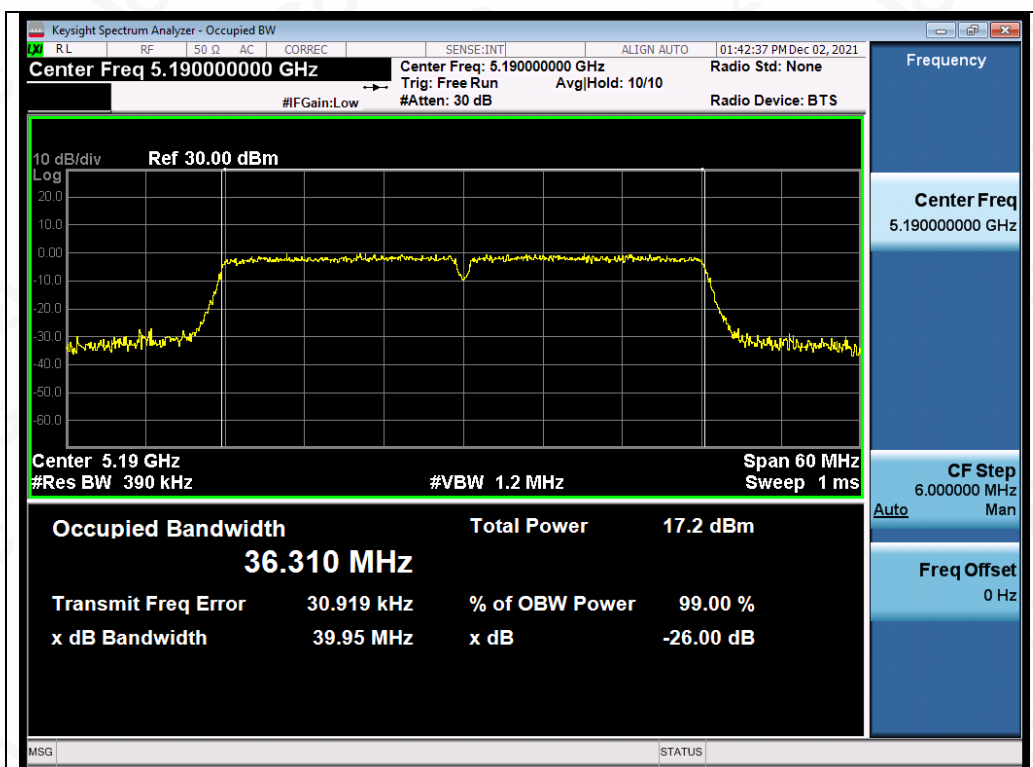 Keysight Spectrum Analyzer - Occupied BW
LXI RL RF 50 Ω AC CORREC SENSE:INT ALIGN AUTO 01:42:37 PM Dec 02, 2021
Center Freq 5.190000000 GHz Center Freq: 5.190000000 GHz Radio Std: None
Trig: Free Run Avg|Hold: 10/10
#IFGain:Low #Atten: 30 dB Radio Device: BTS
10 dB/div Ref 30.00 dBm
Log
20.0
10.0
0.00
-10.0
-20.0
-30.0
-40.0
-50.0
-60.0
Center 5.19 GHz Span 60 MHz
#Res BW 390 kHz #VBW 1.2 MHz Sweep 1 ms
Occupied Bandwidth Total Power 17.2 dBm
36.310 MHz
Transmit Freq Error 30.919 kHz % of OBW Power 99.00 %
x dB Bandwidth 39.95 MHz x dB -26.00 dB
Frequency
Center Freq
5.190000000 GHz
CF Step
6.000000 MHz
Auto Man
Freq Offset
0 Hz
MSG STATUS